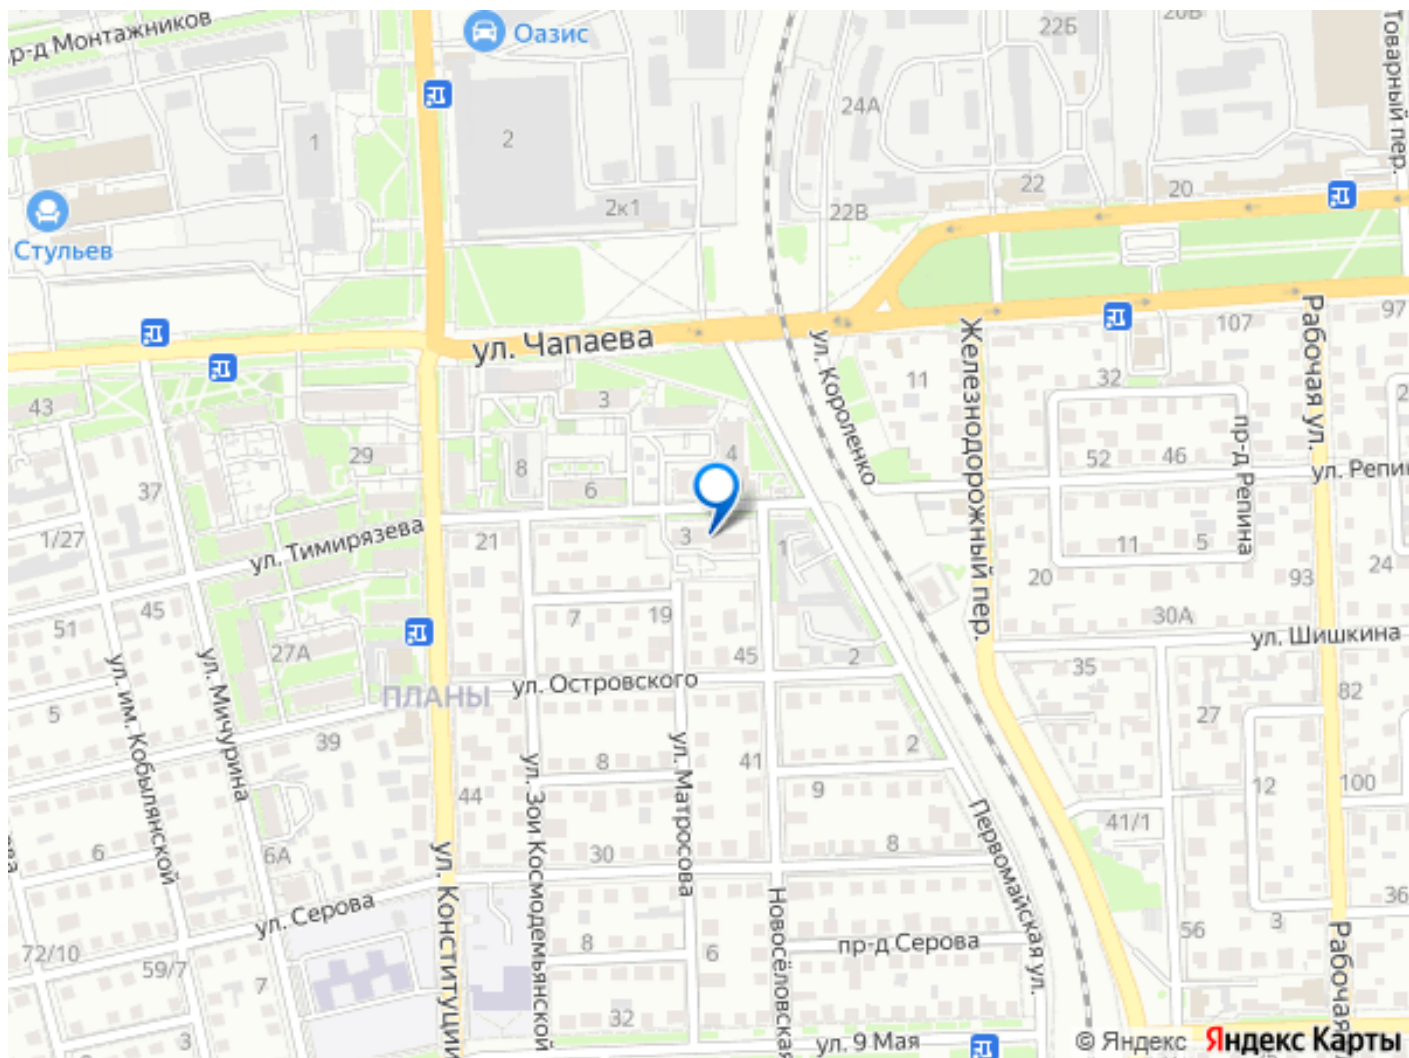 пр-д Монтажников
Оазис
22Б
20Б
Товарный пер.
24А
1
2
2к1
22
20
22В
Стульев
ул. Чапаева
107
97
43
3
11
32
Железнодорожный пер.
Рабочая ул.
ул. Короленко
пр-д Репина
29
8
4
52
46
ул. Репин
37
6
1/27
ул. Тимирязева
21
3
1
11
5
20
93
24
45
51
7
19
30А
ул. Шишкина
27А
45
2
35
ул. им. Кобылянской
ул. Мичурина
ПЛАНЫ
ул. Островского
82
5
39
8
ул. Матросова
41
2
27
12
100
44
ул. Зои Космодемьянской
9
Первомайская ул.
41/1
6
6А
ул. Конституции
30
8
36
ул. Серова
Новосёловская
56
3
72/10
59/7
7
8
6
пр-д Серова
Рабочая
3
32
ул. 9 Мая
© Яндекс Яндекс Карты